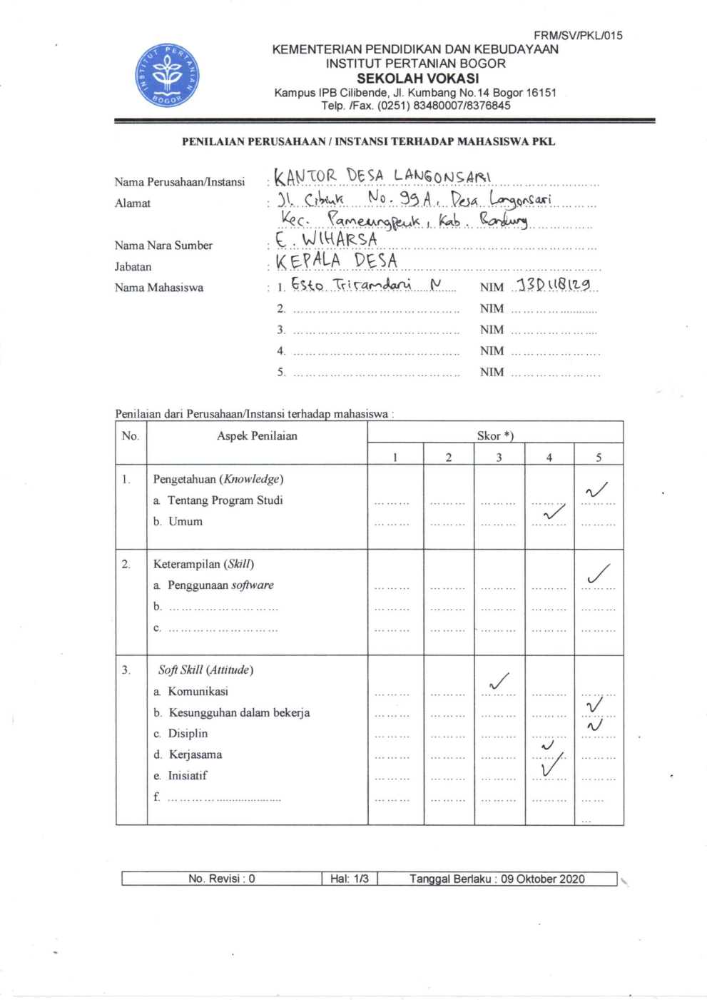 FRM/SV/PKL/015
KEMENTERIAN PENDIDIKAN DAN KEBUDAYAAN
INSTITUT PERTANIAN BOGOR
SEKOLAH VOKASI
Kampus IPB Cilibende, Jl. Kumbang No.14 Bogor 16151
Telp. /Fax. (0251) 83480007/8376845
INSTITUT PERTANIAN BOGOR
PENILAIAN PERUSAHAAN / INSTANSI TERHADAP MAHASISWA PKL
Nama Perusahaan/Instansi : KANTOR DESA LANGONSARI
Alamat : Jl. Cibiuk No. 99A, Desa Langonsari
Kec. Pameungpeuk, Kab. Bandung
Nama Nara Sumber : E. WIHARSA
Jabatan : KEPALA DESA
Nama Mahasiswa : 1. Esto Triramdani N NIM J3D118129
2. ........................................ NIM ........................
3. ........................................ NIM ........................
4. ........................................ NIM ........................
5. ........................................ NIM ........................
Penilaian dari Perusahaan/Instansi terhadap mahasiswa :
No. Aspek Penilaian Skor *)
1 2 3 4 5
1. Pengetahuan (Knowledge)
a. Tentang Program Studi ......... ......... ......... ......... ✓
b. Umum ......... ......... ......... ✓ .........
2. Keterampilan (Skill)
a. Penggunaan software ......... ......... ......... ......... ✓
b. ........................... ......... ......... ......... ......... .........
c. ........................... ......... ......... ......... ......... .........
3. Soft Skill (Attitude)
a. Komunikasi ......... ......... ✓ ......... .........
b. Kesungguhan dalam bekerja ......... ......... ......... ......... ✓
c. Disiplin ......... ......... ......... ......... ✓
d. Kerjasama ......... ......... ......... ✓ .........
e. Inisiatif ......... ......... ......... ✓ .........
f. ................................. ......... ......... ......... ......... ......
...
No. Revisi : 0 Hal: 1/3 Tanggal Berlaku : 09 Oktober 2020